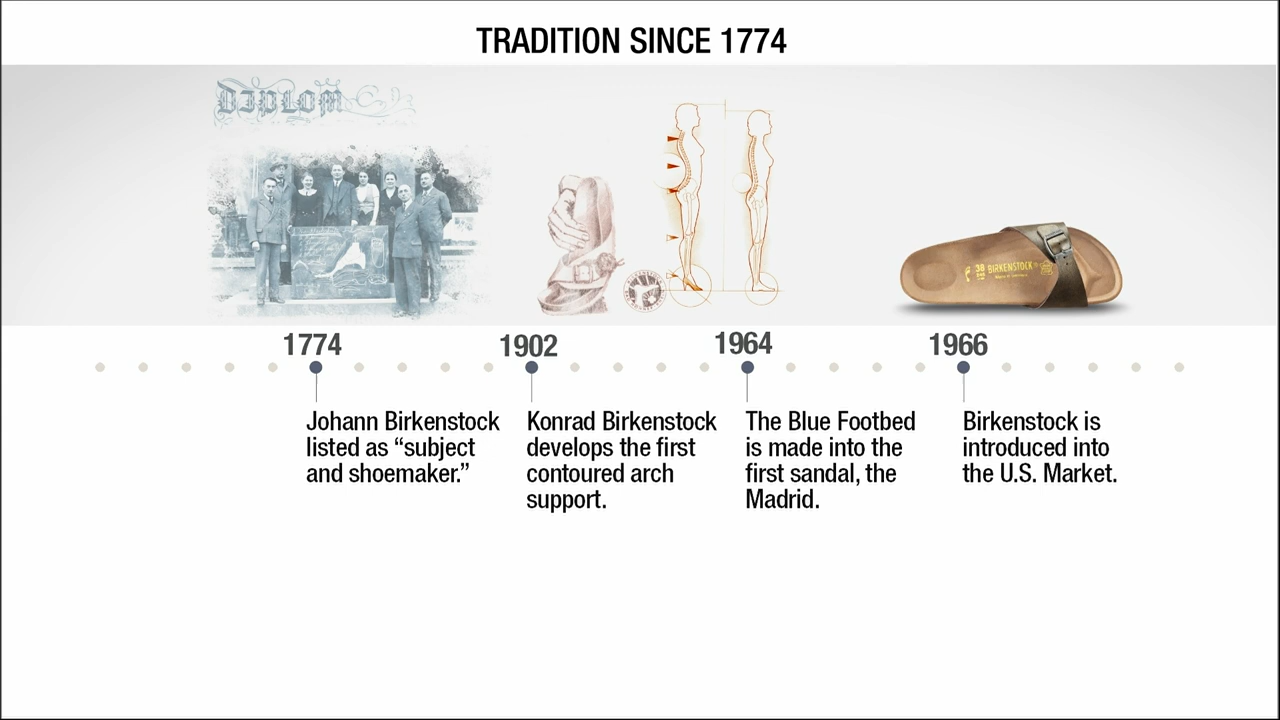 TRADITION SINCE 1774
Diplom
38
BIRKENSTOCK
1774
1902
1964
1966
Johann Birkenstock
listed as “subject
and shoemaker.”
Konrad Birkenstock
develops the first
contoured arch
support.
The Blue Footbed
is made into the
first sandal, the
Madrid.
Birkenstock is
introduced into
the U.S. Market.